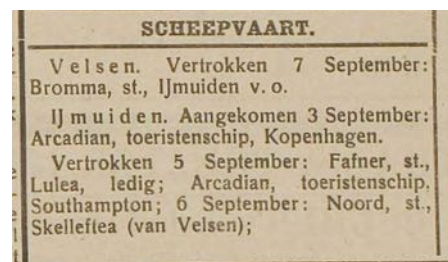 SCHEEPVAART.
Velsen. Vertrokken 7 September:
Bromma, st., IJmuiden v. o.
IJmuiden. Aangekomen 3 September:
Arcadian, toeristenschip, Kopenhagen.
Vertrokken 5 September: Fafner, st.,
Lulea, ledig; Arcadian, toeristenschip.
Southampton; 6 September: Noord, st.,
Skelleftea (van Velsen);